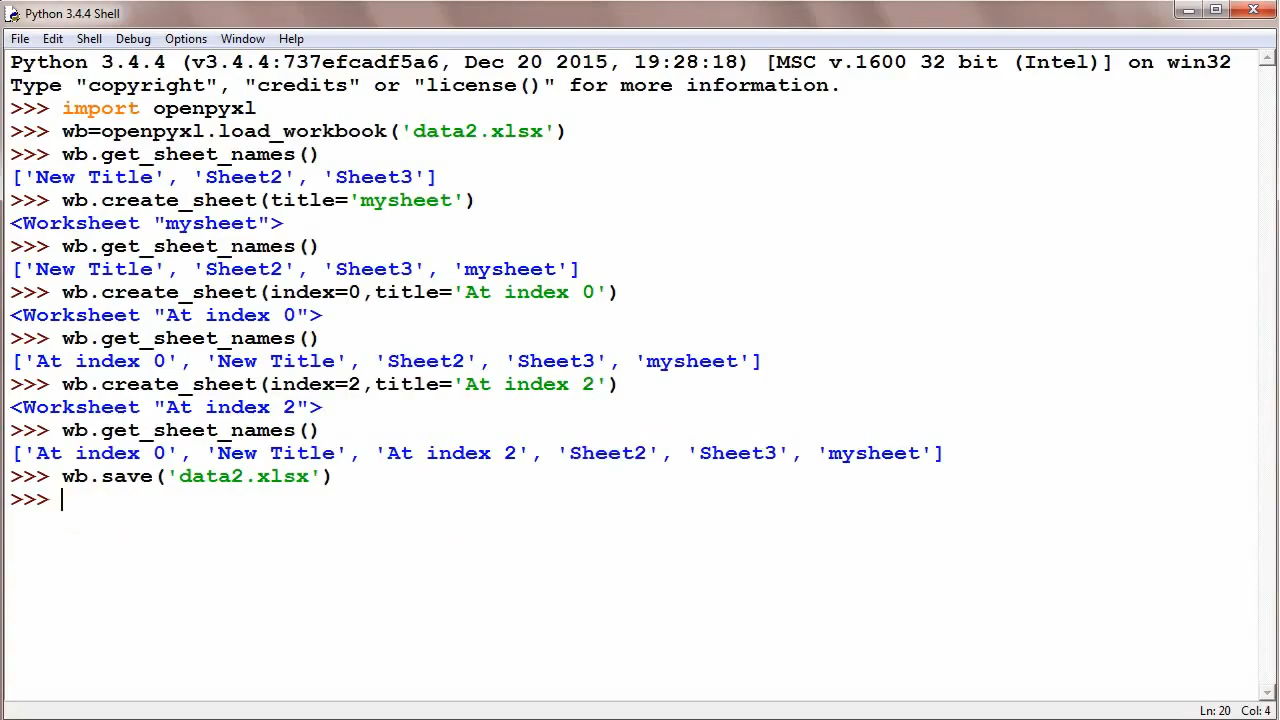 Python 3.4.4 Shell
File Edit Shell Debug Options Window Help
Python 3.4.4 (v3.4.4:737efcadf5a6, Dec 20 2015, 19:28:18) [MSC v.1600 32 bit (Intel)] on win32
Type "copyright", "credits" or "license()" for more information.
>>> import openpyxl
>>> wb=openpyxl.load_workbook('data2.xlsx')
>>> wb.get_sheet_names()
['New Title', 'Sheet2', 'Sheet3']
>>> wb.create_sheet(title='mysheet')
<Worksheet "mysheet">
>>> wb.get_sheet_names()
['New Title', 'Sheet2', 'Sheet3', 'mysheet']
>>> wb.create_sheet(index=0,title='At index 0')
<Worksheet "At index 0">
>>> wb.get_sheet_names()
['At index 0', 'New Title', 'Sheet2', 'Sheet3', 'mysheet']
>>> wb.create_sheet(index=2,title='At index 2')
<Worksheet "At index 2">
>>> wb.get_sheet_names()
['At index 0', 'New Title', 'At index 2', 'Sheet2', 'Sheet3', 'mysheet']
>>> wb.save('data2.xlsx')
>>>
Ln: 20 Col: 4